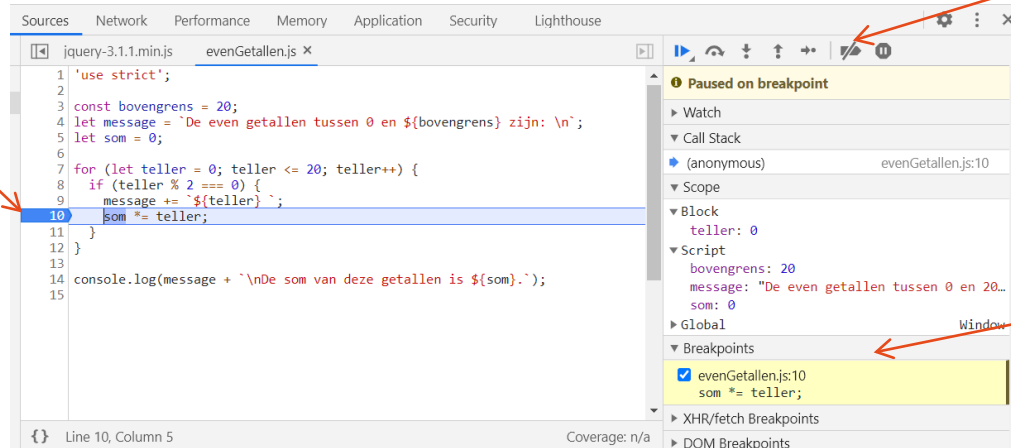 Sources Network Performance Memory Application Security Lighthouse
jquery-3.1.1.min.js evenGetallen.js ×
1 'use strict';
2
3 const bovengrens = 20;
4 let message = `De even getallen tussen 0 en ${bovengrens} zijn: \n`;
5 let som = 0;
6
7 for (let teller = 0; teller <= 20; teller++) {
8 if (teller % 2 === 0) {
9 message += `${teller} `;
10 som *= teller;
11 }
12 }
13
14 console.log(message + `\nDe som van deze getallen is ${som}.`);
15
{} Line 10, Column 5 Coverage: n/a
Paused on breakpoint
Watch
Call Stack
(anonymous) evenGetallen.js:10
Scope
Block
teller: 0
Script
bovengrens: 20
message: "De even getallen tussen 0 en 20…
som: 0
Global Window
Breakpoints
evenGetallen.js:10
som *= teller;
XHR/fetch Breakpoints
DOM Breakpoints